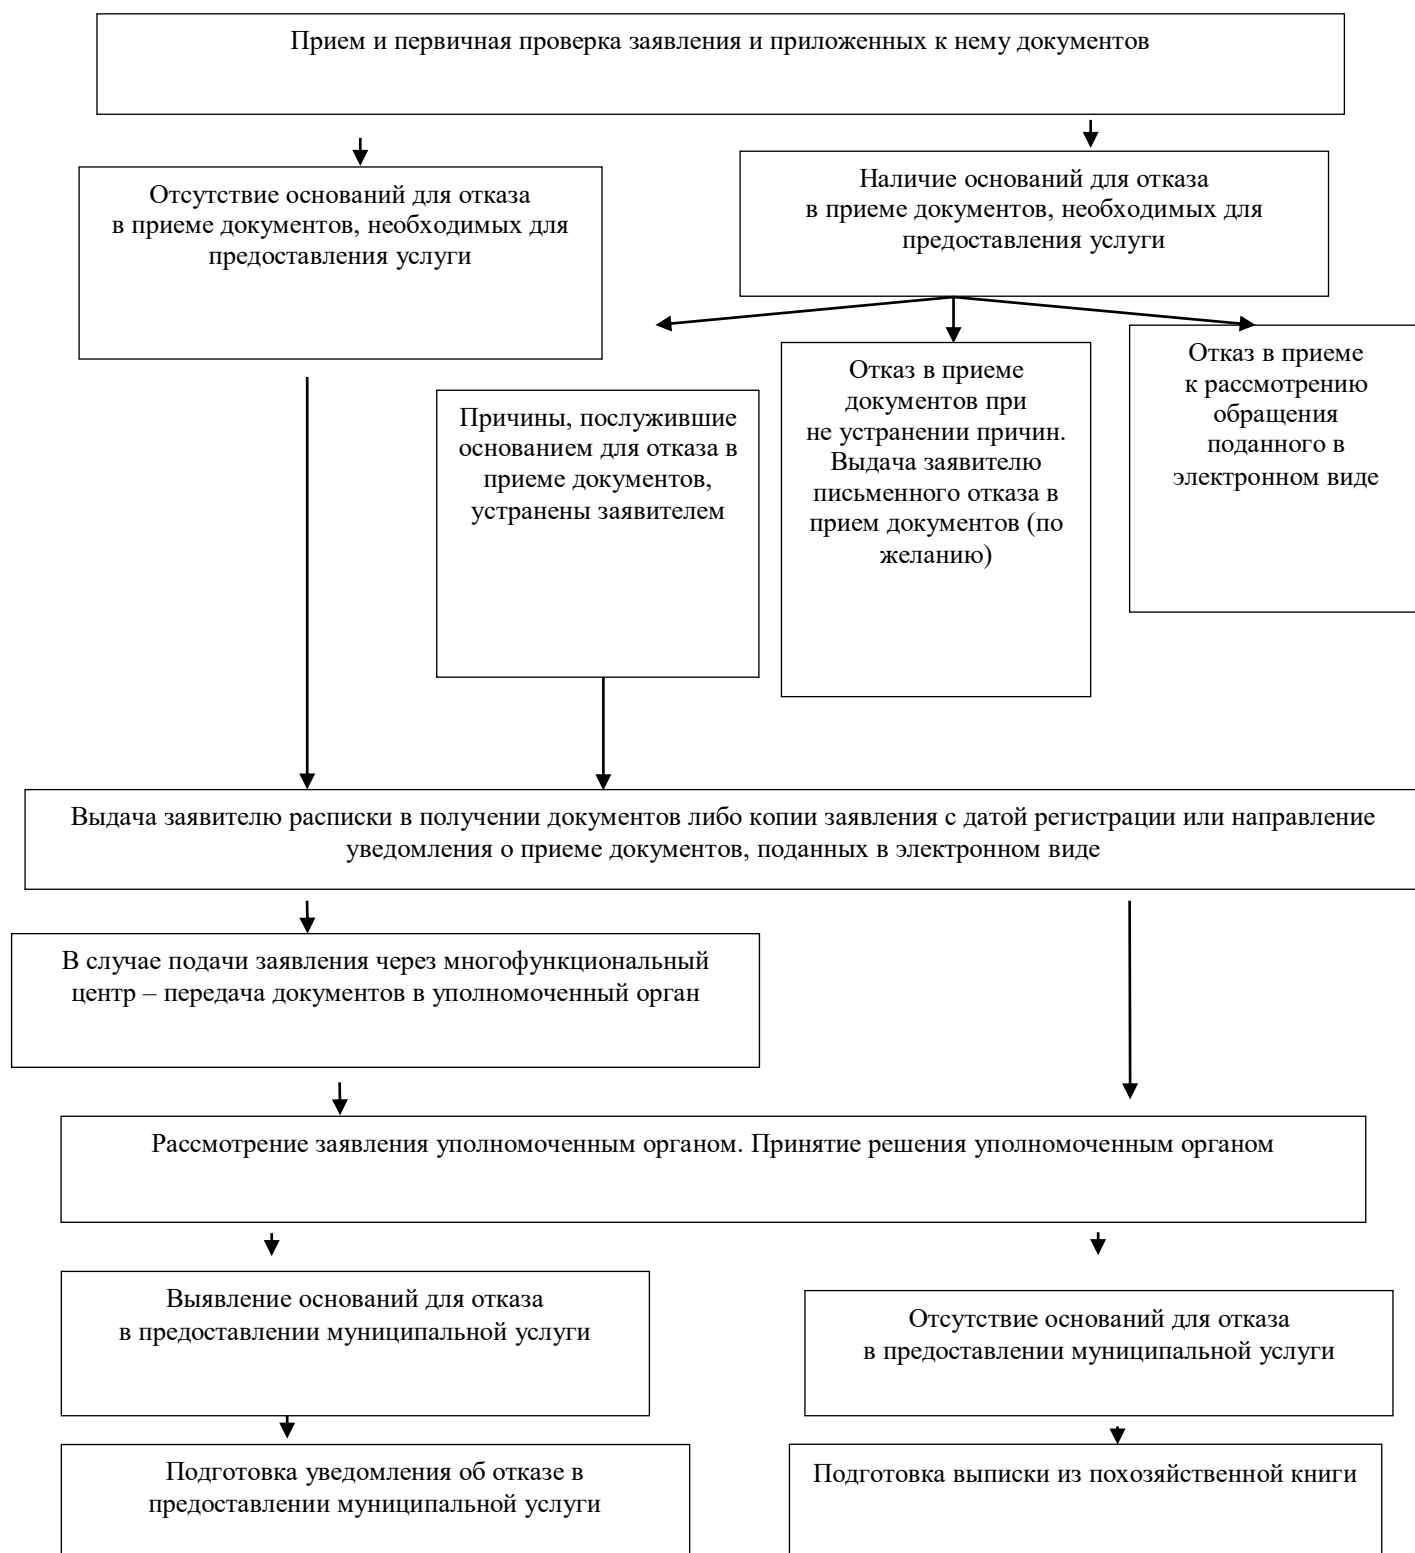 Прием и первичная проверка заявления и приложенных к нему документов
Отсутствие оснований для отказа
в приеме документов, необходимых для
предоставления услуги
Наличие оснований для отказа
в приеме документов, необходимых для
предоставления услуги
Причины, послужившие
основанием для отказа в
приеме документов,
устранены заявителем
Отказ в приеме
документов при
не устранении причин.
Выдача заявителю
письменного отказа в
прием документов (по
желанию)
Отказ в приеме
к рассмотрению
обращения
поданного в
электронном виде
Выдача заявителю расписки в получении документов либо копии заявления с датой регистрации или направление
уведомления о приеме документов, поданных в электронном виде
В случае подачи заявления через многофункциональный
центр – передача документов в уполномоченный орган
Рассмотрение заявления уполномоченным органом. Принятие решения уполномоченным органом
Выявление оснований для отказа
в предоставлении муниципальной услуги
Отсутствие оснований для отказа
в предоставлении муниципальной услуги
Подготовка уведомления об отказе в
предоставлении муниципальной услуги
Подготовка выписки из похозяйственной книги